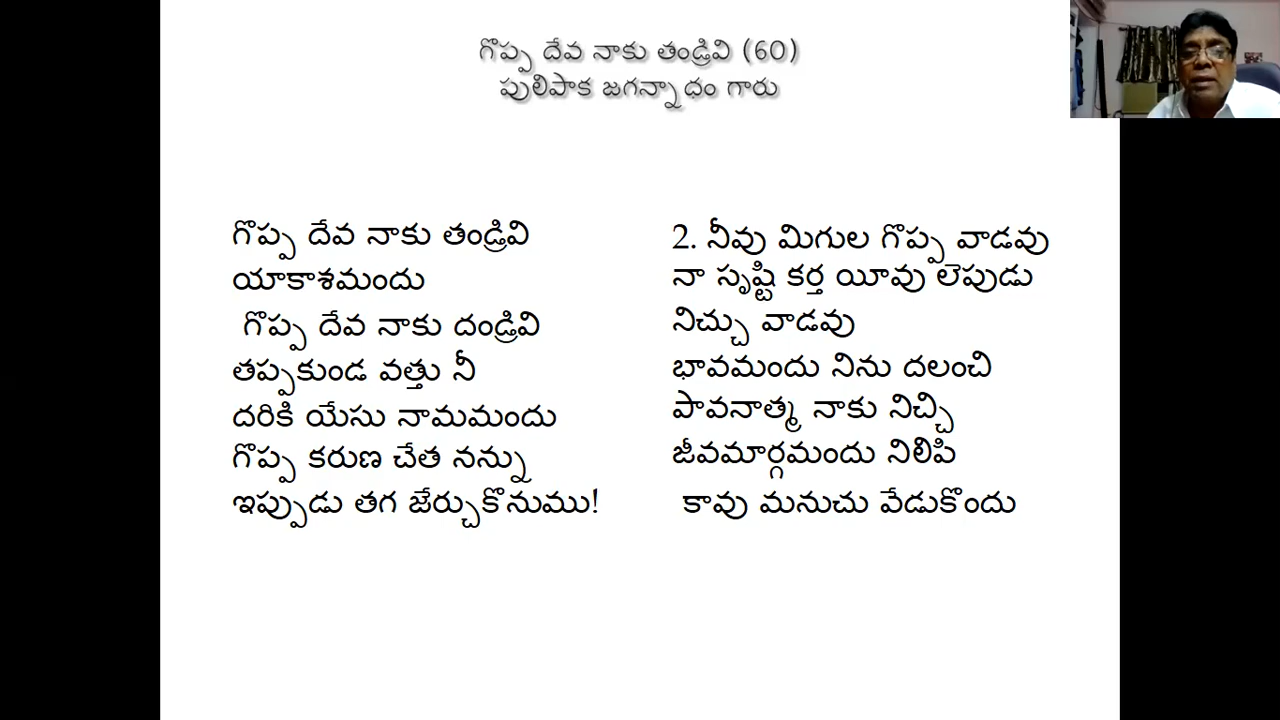 గొప్ప దేవ నాకు తండ్రివి (60)
పులిపాక జగన్నాధం గారు
గొప్ప దేవ నాకు తండ్రివి
యాకాశమందు
గొప్ప దేవ నాకు దండ్రివి
తప్పకుండ వత్తు నీ
దరికి యేసు నామమందు
గొప్ప కరుణ చేత నన్ను
ఇప్పుడు తగ జేర్చుకొనుము!
2. నీవు మిగుల గొప్ప వాడవు
నా సృష్టి కర్త యీవు లెపుడు
నిచ్చు వాడవు
భావమందు నిను దలంచి
పావనాత్మ నాకు నిచ్చి
జీవమార్గమందు నిలిపి
కావు మనుచు వేడుకొందు